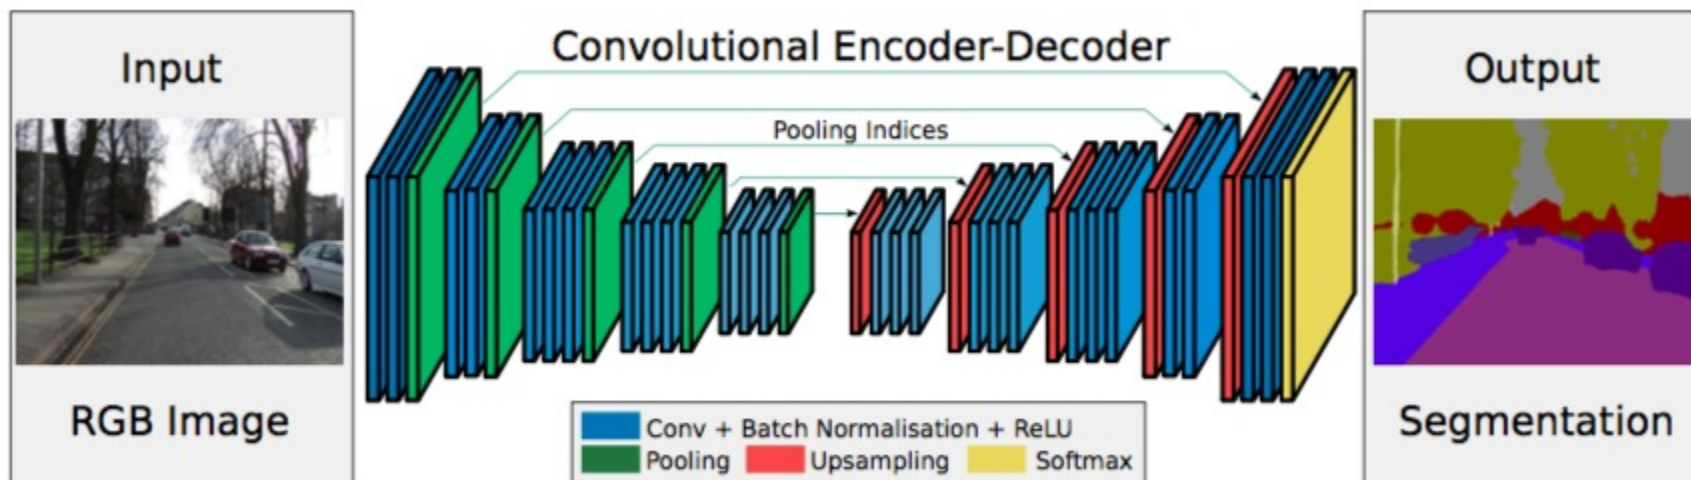 Input
RGB Image
Convolutional Encoder-Decoder
Pooling Indices
Conv + Batch Normalisation + ReLU
Pooling Upsampling Softmax
Output
Segmentation